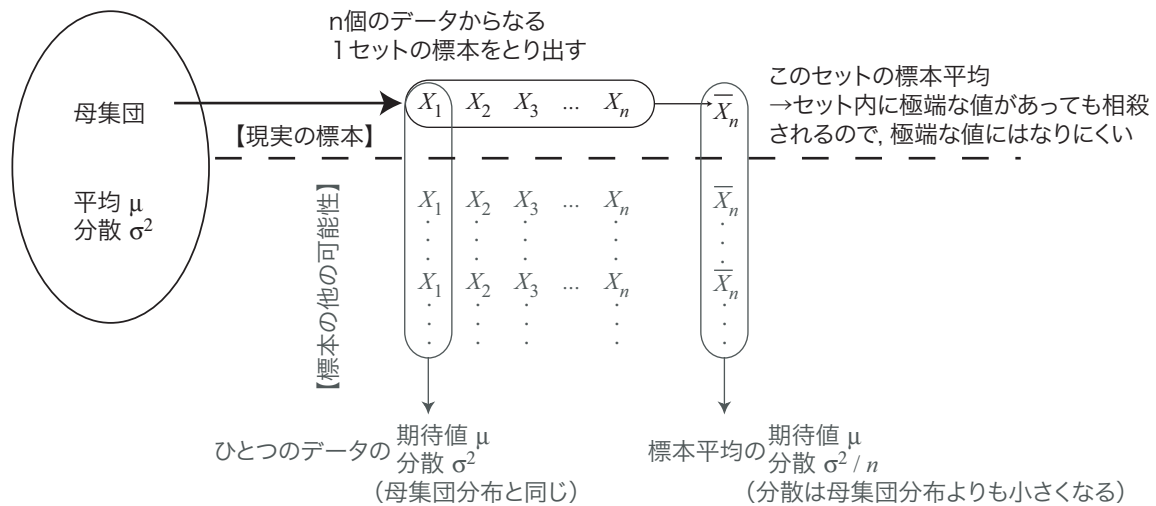 n個のデータからなる
1セットの標本をとり出す
母集団
平均 μ
分散 σ²
【現実の標本】
X₁ X₂ X₃ ... Xₙ
X̅ₙ
このセットの標本平均
→セット内に極端な値があっても相殺
されるので, 極端な値にはなりにくい
【標本の他の可能性】
X₁ X₂ X₃ ... Xₙ X̅ₙ
X₁ X₂ X₃ ... Xₙ X̅ₙ
ひとつのデータの 期待値 μ
分散 σ²
（母集団分布と同じ）
標本平均の 期待値 μ
分散 σ² / n
（分散は母集団分布よりも小さくなる）